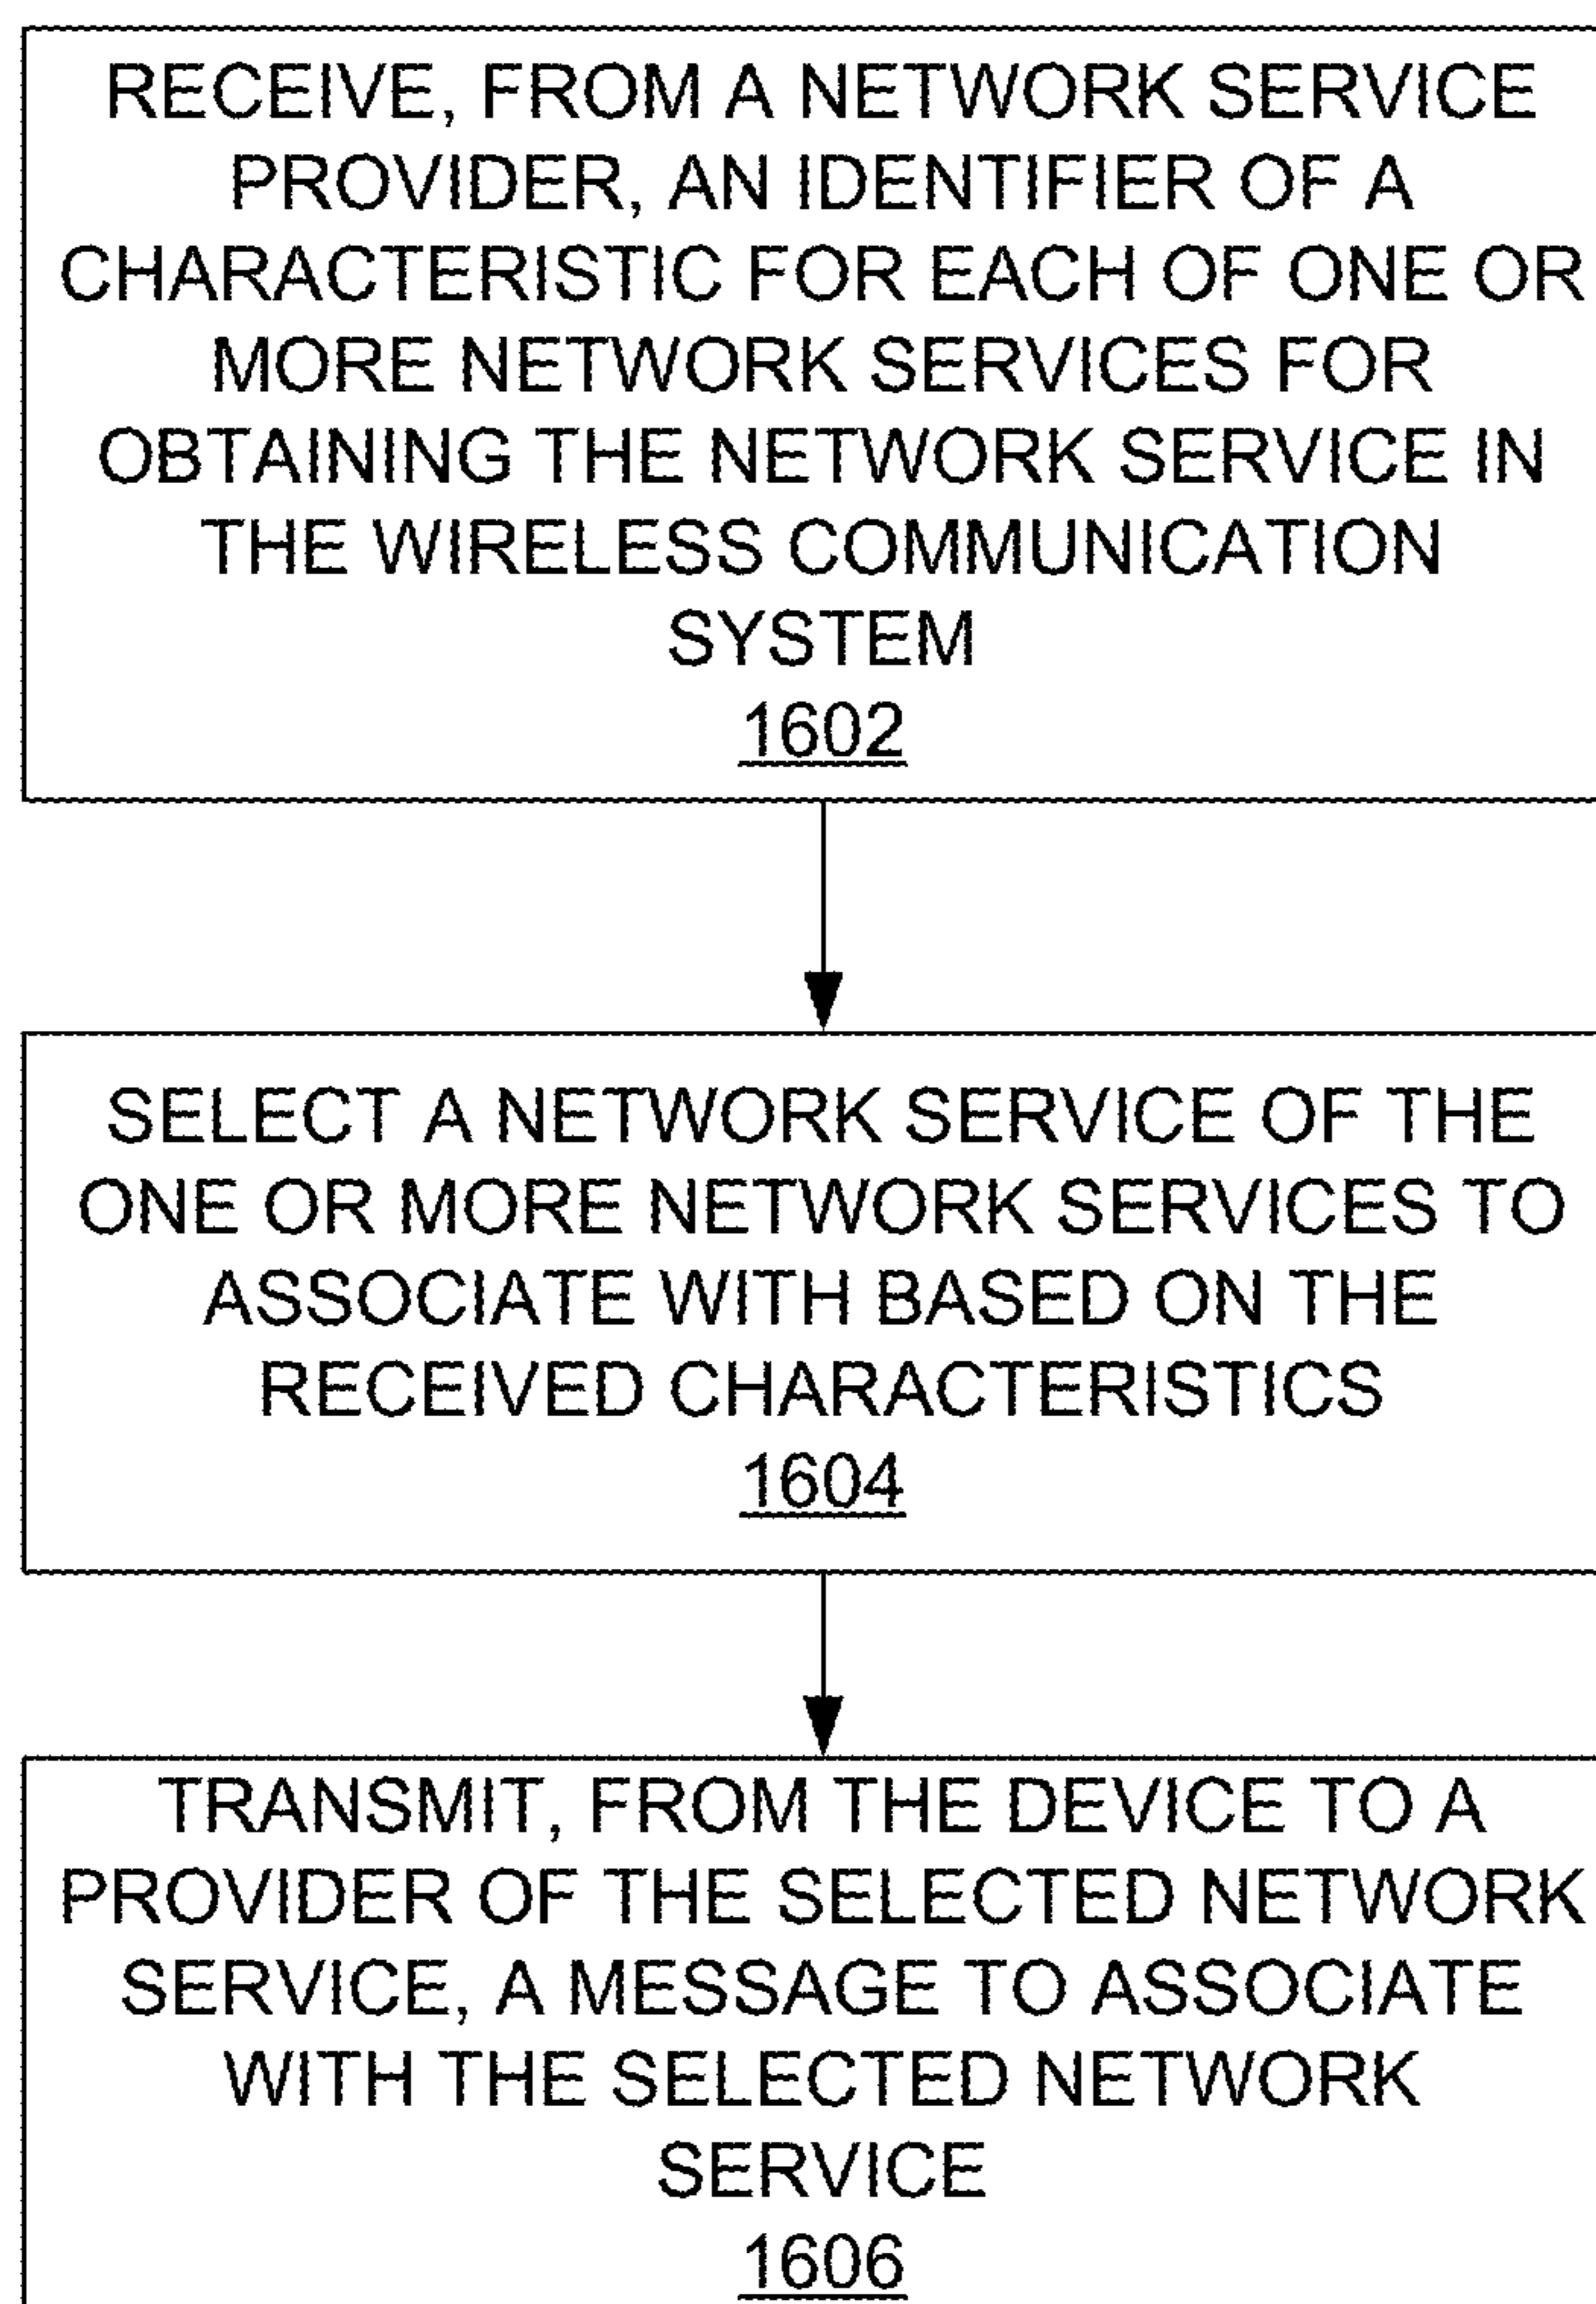 RECEIVE, FROM A NETWORK SERVICE
PROVIDER, AN IDENTIFIER OF A
CHARACTERISTIC FOR EACH OF ONE OR
MORE NETWORK SERVICES FOR
OBTAINING THE NETWORK SERVICE IN
THE WIRELESS COMMUNICATION
SYSTEM
1602
SELECT A NETWORK SERVICE OF THE
ONE OR MORE NETWORK SERVICES TO
ASSOCIATE WITH BASED ON THE
RECEIVED CHARACTERISTICS
1604
TRANSMIT, FROM THE DEVICE TO A
PROVIDER OF THE SELECTED NETWORK
SERVICE, A MESSAGE TO ASSOCIATE
WITH THE SELECTED NETWORK
SERVICE
1606